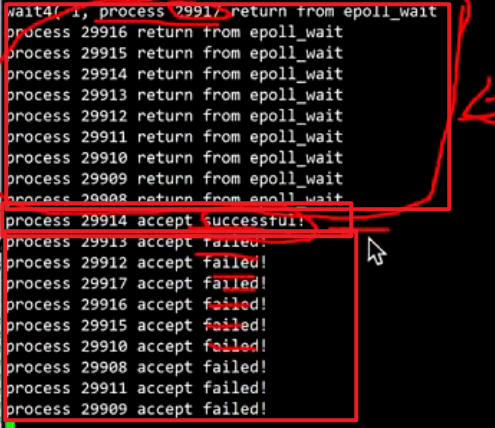 wait4(-1, process 29917 return from epoll_wait
process 29916 return from epoll_wait
process 29915 return from epoll_wait
process 29914 return from epoll_wait
process 29913 return from epoll_wait
process 29912 return from epoll_wait
process 29911 return from epoll_wait
process 29910 return from epoll_wait
process 29909 return from epoll_wait
process 29908 return from epoll_wait
process 29914 accept successful!
process 29913 accept failed!
process 29912 accept failed!
process 29917 accept failed!
process 29916 accept failed!
process 29915 accept failed!
process 29910 accept failed!
process 29908 accept failed!
process 29911 accept failed!
process 29909 accept failed!